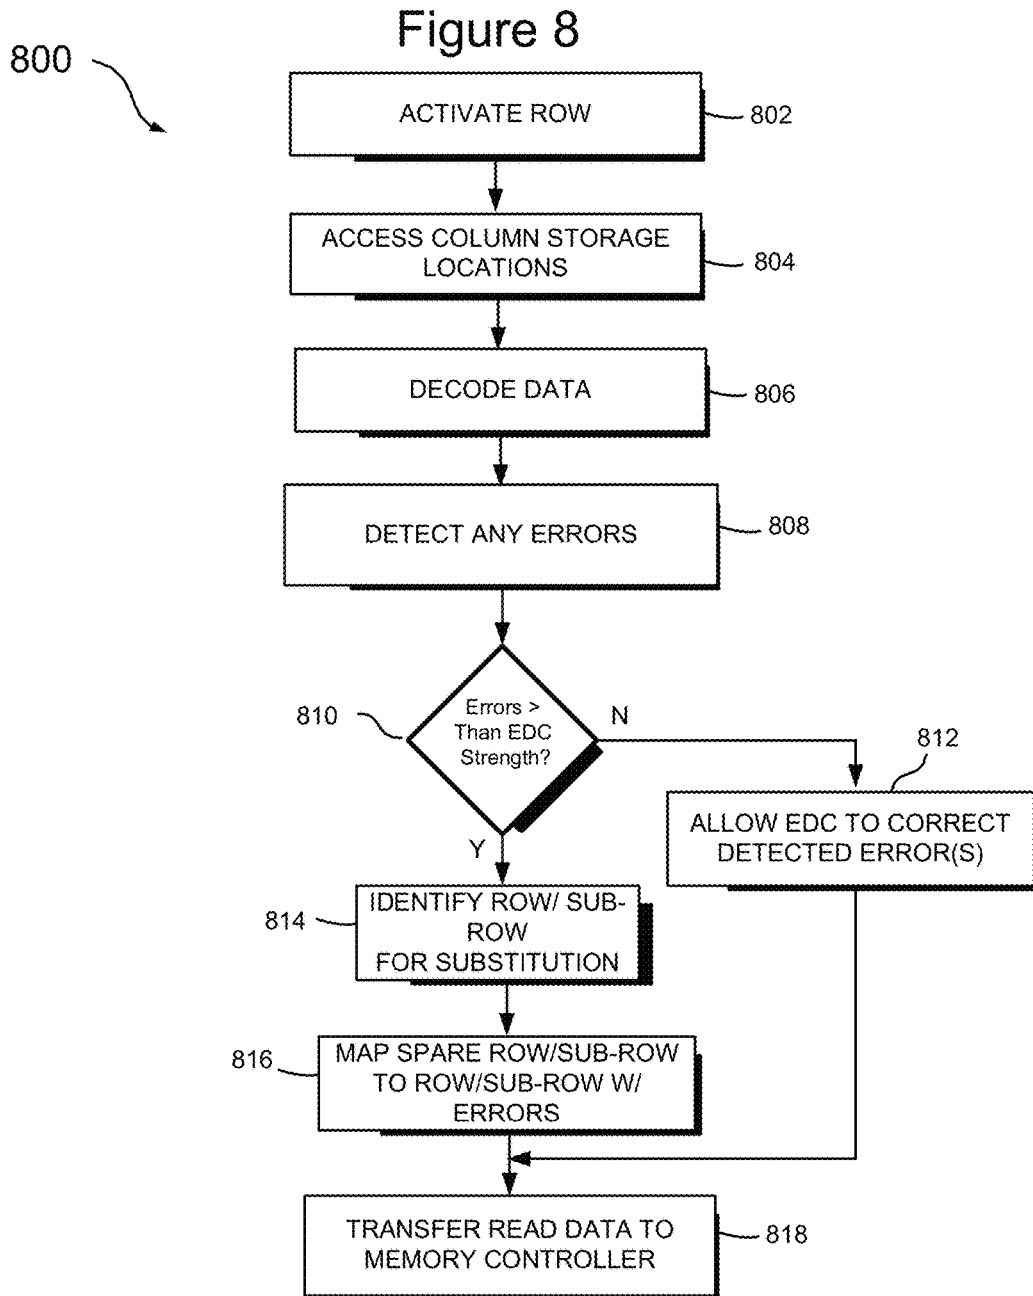 Figure 8
800
ACTIVATE ROW
802
ACCESS COLUMN STORAGE
LOCATIONS
804
DECODE DATA
806
DETECT ANY ERRORS
808
810
Errors >
Than EDC
Strength?
N
Y
812
ALLOW EDC TO CORRECT
DETECTED ERROR(S)
814
IDENTIFY ROW/ SUB-
ROW
FOR SUBSTITUTION
816
MAP SPARE ROW/SUB-ROW
TO ROW/SUB-ROW W/
ERRORS
TRANSFER READ DATA TO
MEMORY CONTROLLER
818